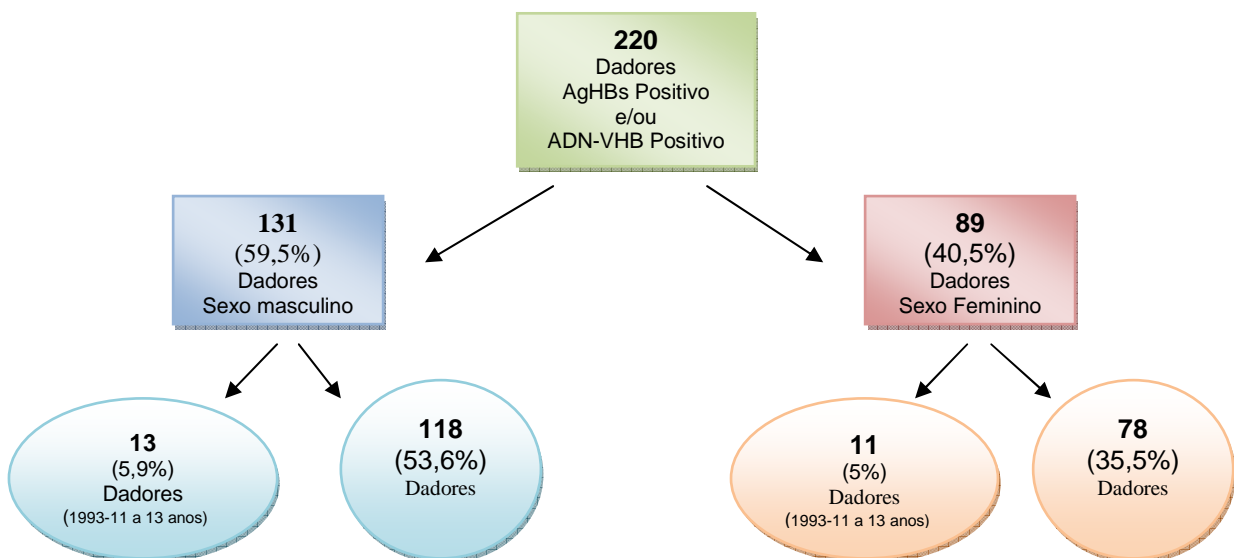 220
Dadores
AgHBs Positivo
e/ou
ADN-VHB Positivo
131
(59,5%)
Dadores
Sexo masculino
89
(40,5%)
Dadores
Sexo Feminino
13
(5,9%)
Dadores
(1993-11 a 13 anos)
118
(53,6%)
Dadores
11
(5%)
Dadores
(1993-11 a 13 anos)
78
(35,5%)
Dadores